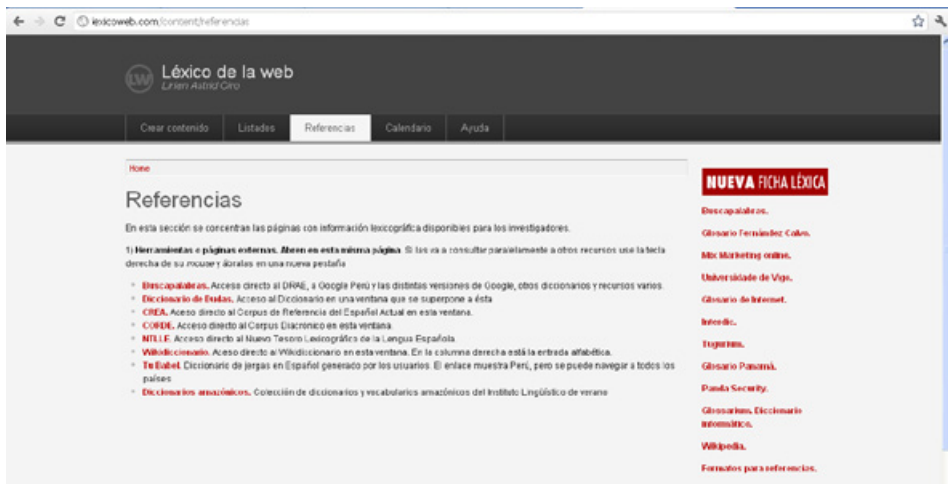 lexicoweb.com/content/referencias
LW
Léxico de la web
Lirien Astrid Ciro
Crear contenido
Listados
Referencias
Calendario
Ayuda
Home
Referencias
En esta sección se concentran las páginas con información lexicográfica disponibles para los investigadores.
1) Herramientas o páginas externas. Abren en esta misma página. Si las va a consultar paralelamente a otros recursos use la tecla
derecha de su mouse y ábralas en una nueva pestaña
Buscapalabras. Acceso directo al DRAE, a Google Perú y las distintas versiones de Google, otros diccionarios y recursos varios.
Diccionario de Dudas. Acceso al Diccionario en una ventana que se superpone a ésta
CREA. Aceso directo al Corpus de Referencia del Español Actual en esta ventana.
CORDE. Acceso directo al Corpus Diacrónico en esta ventana.
NTLLE. Acceso directo al Nuevo Tesoro Lexicográfico de la Lengua Española.
Wikidiccionario. Aceso directo al Wikidiccionario en esta ventana. En la columna derecha está la entrada alfabética.
Tu Babel. Diccionario de jergas en Español generado por los usuarios. El enlace muestra Perú, pero se puede navegar a todos los
países
Diccionarios amazónicos. Colección de diccionarios y vocabularios amazónicos del Instituto Lingüístico de verano
NUEVA FICHA LÉXICA
Buscapalabras.
Glosario Fernández Calvo.
Mix Marketing online.
Universidade de Vigo.
Glosario de Internet.
Interdic.
Tugurium.
Glosario Panamá.
Panda Security.
Glossarium. Diccionario
informático.
Wikipedia.
Formatos para referencias.